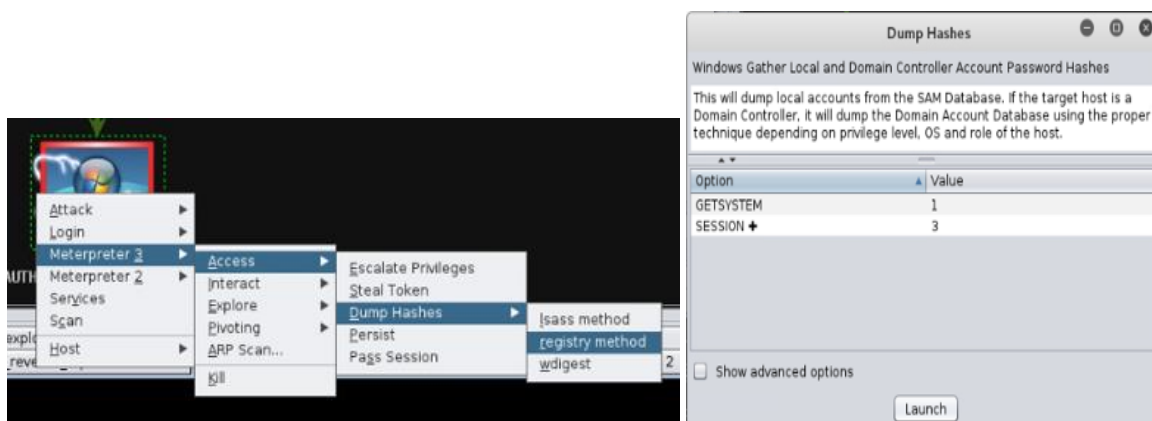 AUTH
Attack
Login
Meterpreter 3
Meterpreter 2
Services
Scan
Host
Access
Interact
Explore
Pivoting
ARP Scan...
Kill
Escalate Privileges
Steal Token
Dump Hashes
Persist
Pass Session
lsass method
registry method
wdigest
2
Dump Hashes
Windows Gather Local and Domain Controller Account Password Hashes
This will dump local accounts from the SAM Database. If the target host is a
Domain Controller, it will dump the Domain Account Database using the proper
technique depending on privilege level, OS and role of the host.
Option Value
GETSYSTEM 1
SESSION ✚ 3
Show advanced options
Launch